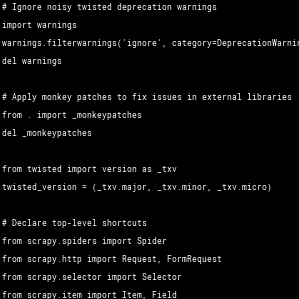 # Ignore noisy twisted deprecation warnings
import warnings
warnings.filterwarnings('ignore', category=DeprecationWarnin
del warnings
# Apply monkey patches to fix issues in external libraries
from . import _monkeypatches
del _monkeypatches
from twisted import version as _txv
twisted_version = (_txv.major, _txv.minor, _txv.micro)
# Declare top-level shortcuts
from scrapy.spiders import Spider
from scrapy.http import Request, FormRequest
from scrapy.selector import Selector
from scrapy.item import Item, Field